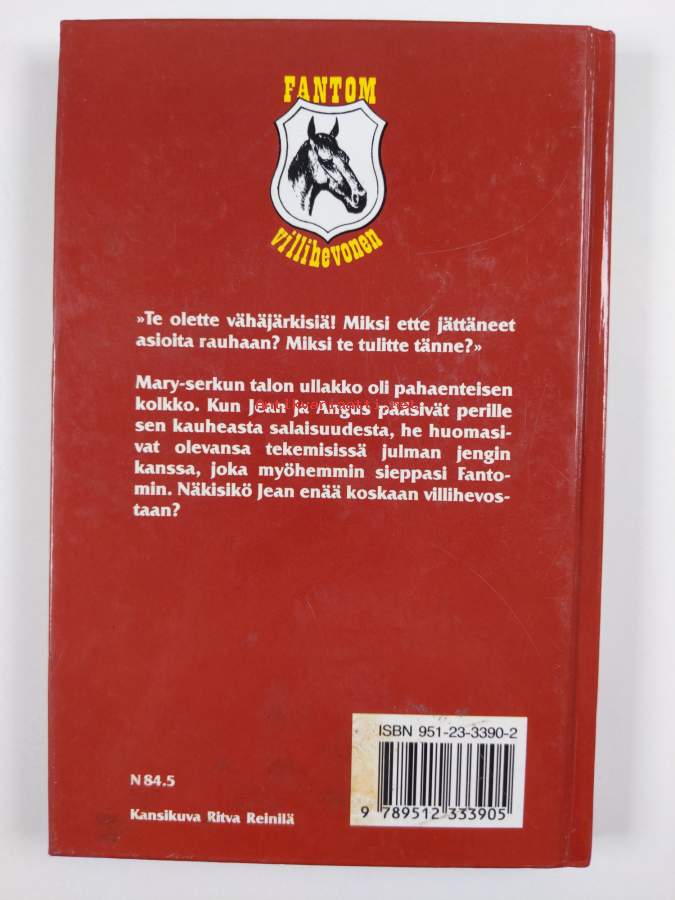 FANTOM
villihevonen
»Te olette vähäjärkisiä! Miksi ette jättäneet
asioita rauhaan? Miksi te tulitte tänne?»
Mary-serkun talon ullakko oli pahaenteisen
kolkko. Kun Jean ja Angus pääsivät perille
sen kauheasta salaisuudesta, he huomasi-
vat olevansa tekemisissä julman jengin
kanssa, joka myöhemmin sieppasi Fanto-
min. Näkisikö Jean enää koskaan villihevos-
taan?
ISBN 951-23-3390-2
9 789512 333905
N 84.5
Kansikuva Ritva Reinilä